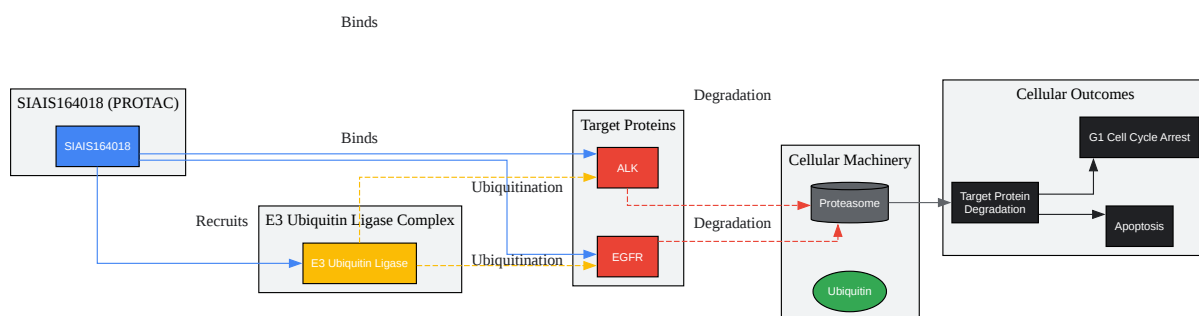 Binds
SIAIS164018 (PROTAC)
SIAIS164018
Binds
Recruits
E3 Ubiquitin Ligase Complex
E3 Ubiquitin Ligase
Ubiquitination
Ubiquitination
Target Proteins
ALK
EGFR
Degradation
Degradation
Cellular Machinery
Proteasome
Ubiquitin
Cellular Outcomes
Target Protein
Degradation
G1 Cell Cycle Arrest
Apoptosis